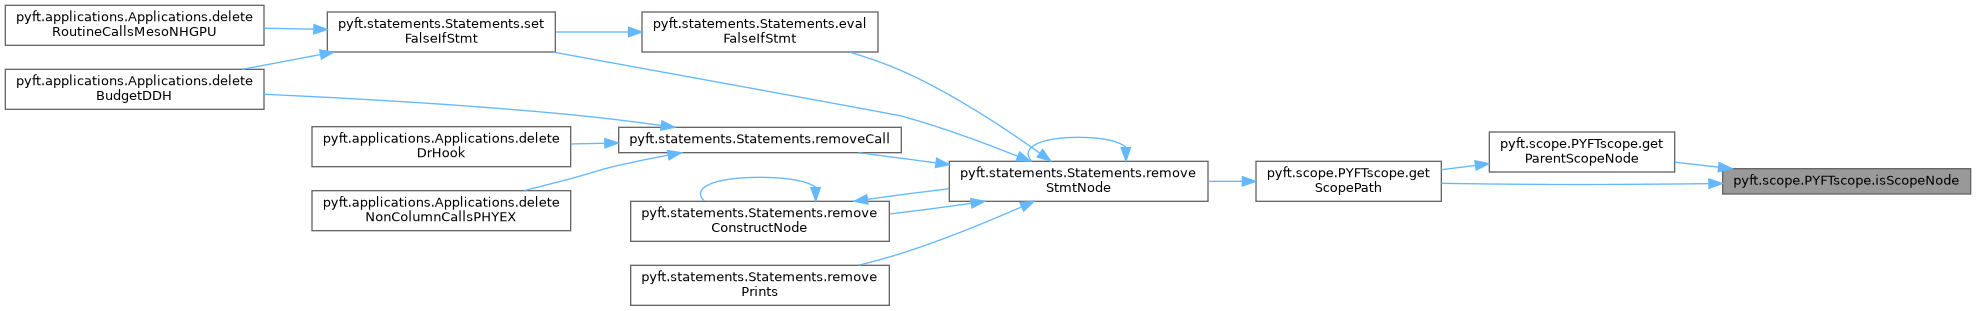 pyft.applications.Applications.delete
RoutineCallsMesoNHGPU
pyft.applications.Applications.delete
BudgetDDH
pyft.statements.Statements.set
FalseIfStmt
pyft.statements.Statements.eval
FalseIfStmt
pyft.applications.Applications.delete
DrHook
pyft.applications.Applications.delete
NonColumnCallsPHYEX
pyft.statements.Statements.removeCall
pyft.statements.Statements.remove
ConstructNode
pyft.statements.Statements.remove
Prints
pyft.statements.Statements.remove
StmtNode
pyft.scope.PYFTscope.get
ScopePath
pyft.scope.PYFTscope.get
ParentScopeNode
pyft.scope.PYFTscope.isScopeNode